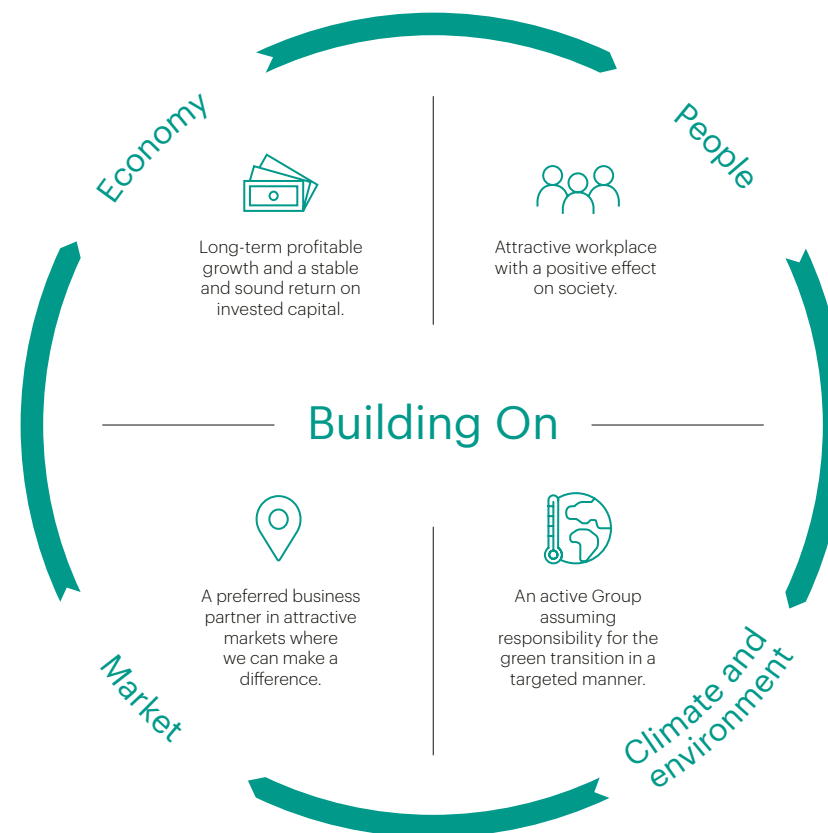 Economy
People
Long-term profitable
growth and a stable
and sound return on
invested capital.
Attractive workplace
with a positive effect
on society.
Building On
A preferred business
partner in attractive
markets where
we can make a
difference.
An active Group
assuming
responsibility for the
green transition in a
targeted manner.
Market
Climate and
environment